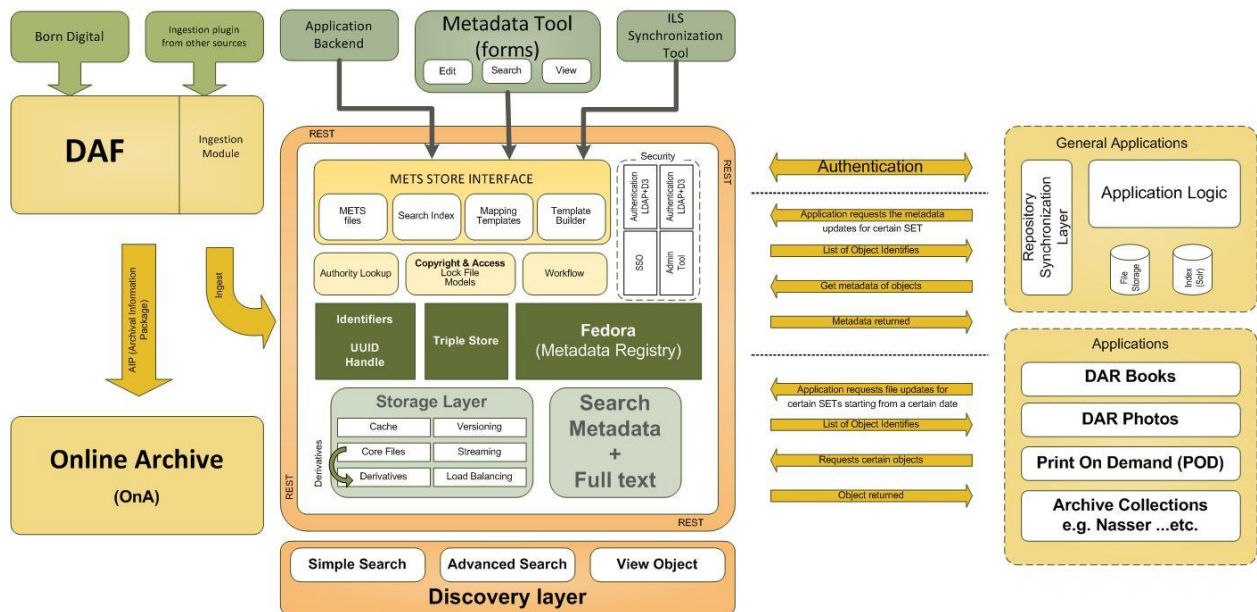 Born Digital
Ingestion plugin
from other sources
DAF
Ingestion
Module
AIP (Archival Information
Package)
Ingest
Online Archive
(OnA)
Application
Backend
Metadata Tool
(forms)
Edit
Search
View
ILS
Synchronization
Tool
REST
REST
REST
REST
METS STORE INTERFACE
METS
files
Search Index
Mapping
Templates
Template
Builder
Security
Authentication
LDAP+D3
Authentication
LDAP+D3
SSO
Admin
Tool
Authority Lookup
Copyright & Access
Lock File
Models
Workflow
Identifiers
UUID
Handle
Triple Store
Fedora
(Metadata Registry)
Storage Layer
Cache
Versioning
Core Files
Streaming
Derivatives
Load Balancing
Derivatives
Search
Metadata
+
Full text
Simple Search
Advanced Search
View Object
Discovery layer
Authentication
Application requests the metadata
updates for certain SET
List of Object Identifies
Get metadata of objects
Metadata returned
Application requests file updates for
certain SETs starting from a certain date
List of Object Identifies
Requests certain objects
Object returned
General Applications
Repository
Synchronization
Layer
Application Logic
File
Storage
Index
(Solr)
Applications
DAR Books
DAR Photos
Print On Demand (POD)
Archive Collections
e.g. Nasser ...etc.